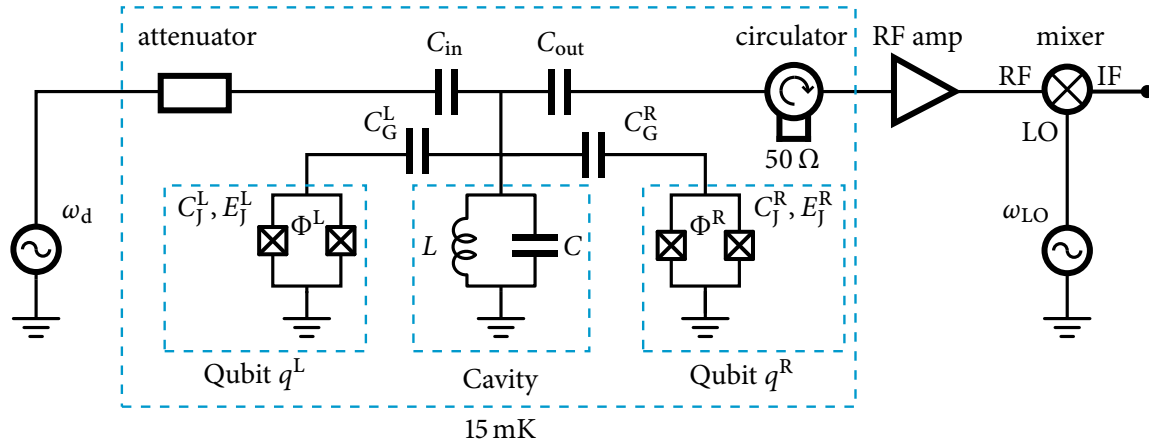 attenuator
C_in
C_out
circulator
RF amp
mixer
RF
IF
LO
C_G^L
C_G^R
50 Ω
ω_d
C_J^L, E_J^L
Φ^L
L
C
Φ^R
C_J^R, E_J^R
ω_LO
Qubit q^L
Cavity
Qubit q^R
15 mK